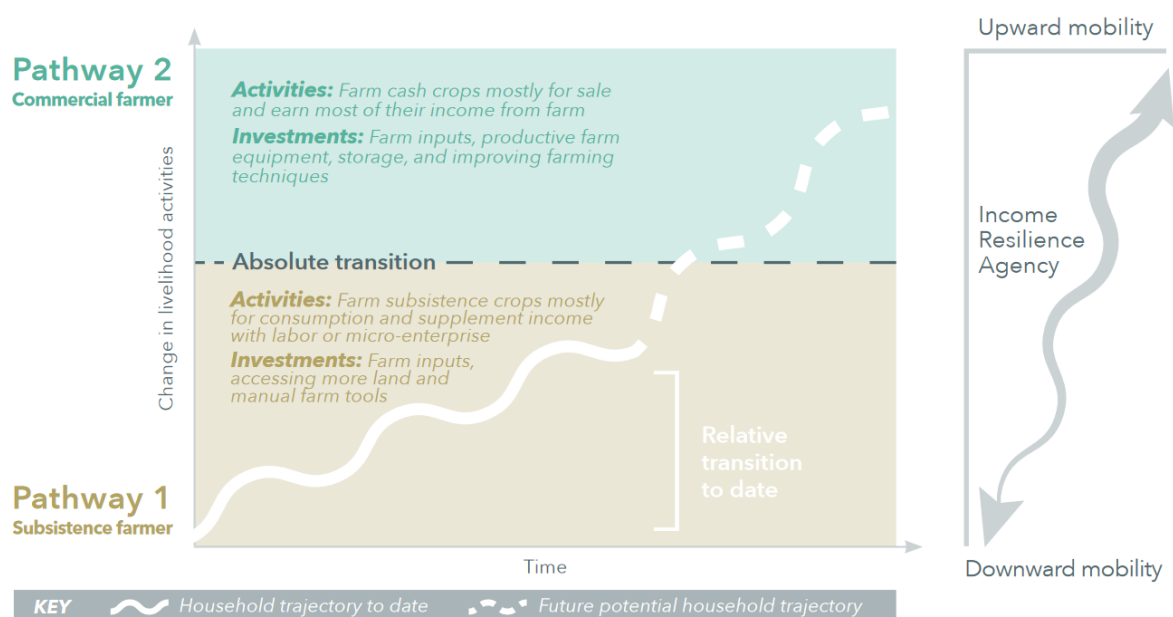 Upward mobility
Pathway 2
Commercial farmer
Activities: Farm cash crops mostly for sale
and earn most of their income from farm
Investments: Farm inputs, productive farm
equipment, storage, and improving farming
techniques
Change in livelihood activities
Income
Resilience
Agency
Absolute transition
Activities: Farm subsistence crops mostly
for consumption and supplement income
with labor or micro-enterprise
Investments: Farm inputs,
accessing more land and
manual farm tools
Relative
transition
to date
Pathway 1
Subsistence farmer
Time
Downward mobility
KEY
Household trajectory to date
Future potential household trajectory